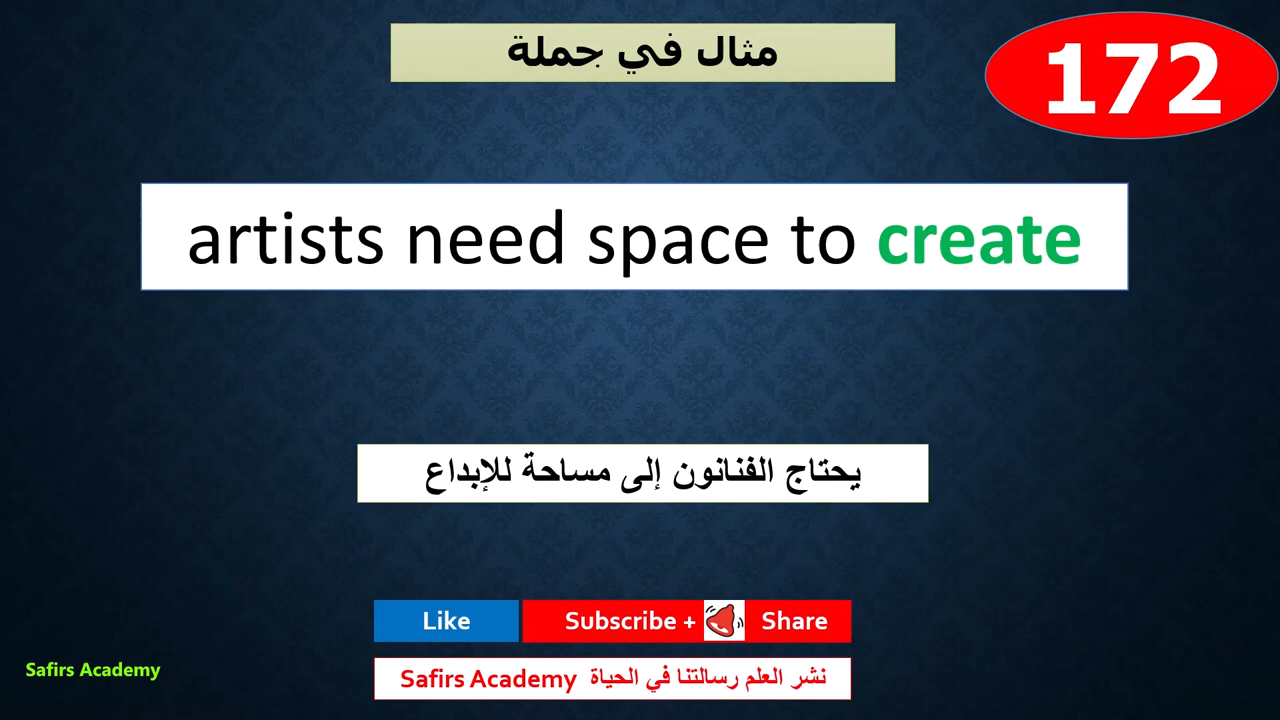 مثال في جملة
172
artists need space to create
يحتاج الفنانون إلى مساحة للإبداع
Like Subscribe + Share
Safirs Academy
Safirs Academy نشر العلم رسالتنا في الحياة